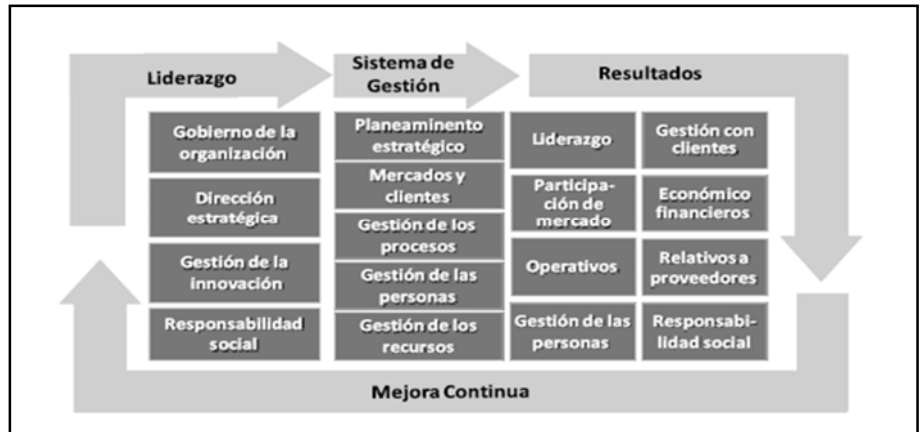 Liderazgo
Sistema de
Gestión
Resultados
Gobierno de la
organización
Dirección
estratégica
Gestión de la
innovación
Responsabilidad
social
Planeaminento
estratégico
Mercados y
clientes
Gestión de los
procesos
Gestión de las
personas
Gestión de los
recursos
Liderazgo
Participa-
ción de
mercado
Operativos
Gestión de las
personas
Gestión con
clientes
Económico
financieros
Relativos a
proveedores
Responsabi-
lidad social
Mejora Continua